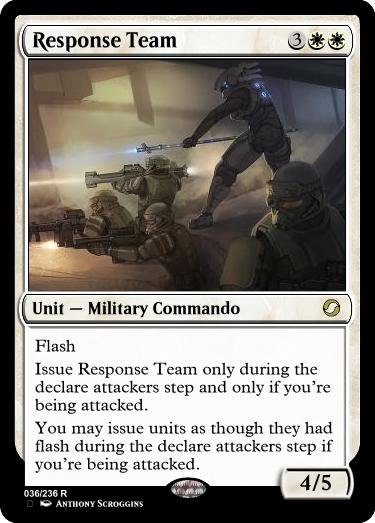 Response Team 3
Unit — Military Commando
Flash
Issue Response Team only during the
declare attackers step and only if you're
being attacked.
You may issue units as though they had
flash during the declare attackers step if
you're being attacked.
4/5
036/236 R
Anthony Scroggins